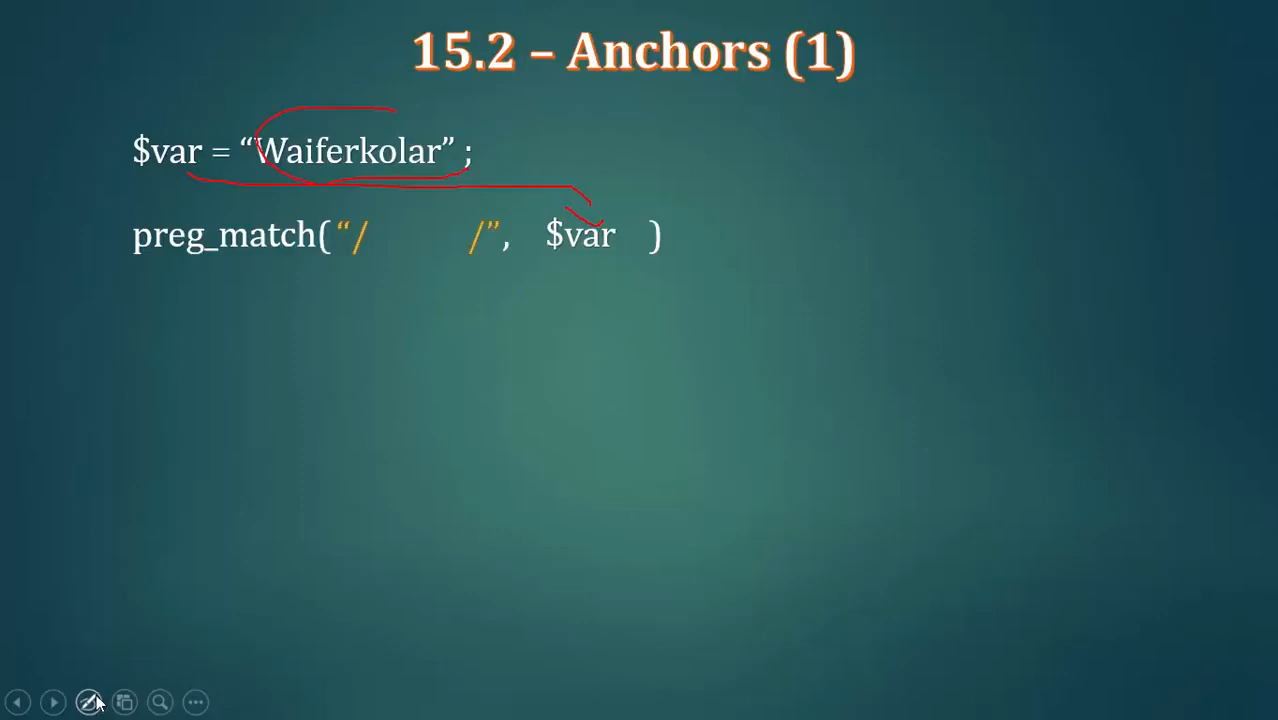 15.2 – Anchors (1)
$var = “Waiferkolar” ;
preg_match( “/ /”, $var )